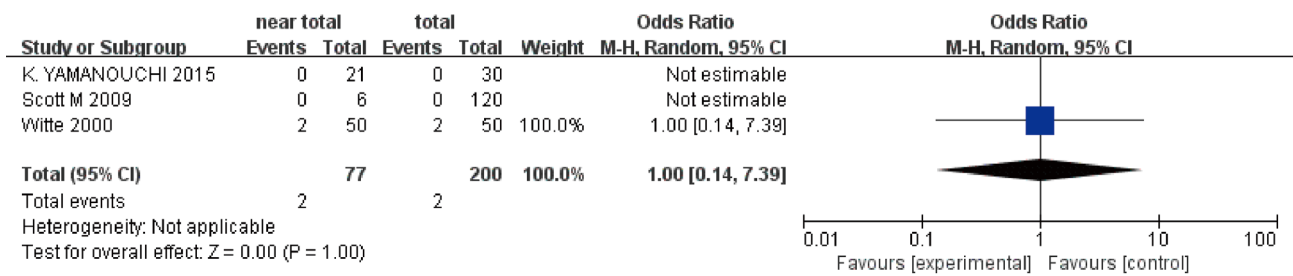 near total total Odds Ratio Odds Ratio
Study or Subgroup Events Total Events Total Weight M-H, Random, 95% CI M-H, Random, 95% CI
K. YAMANOUCHI 2015 0 21 0 30 Not estimable
Scott M 2009 0 6 0 120 Not estimable
Witte 2000 2 50 2 50 100.0% 1.00 [0.14, 7.39]
Total (95% CI) 77 200 100.0% 1.00 [0.14, 7.39]
Total events 2 2
Heterogeneity: Not applicable
Test for overall effect: Z = 0.00 (P = 1.00)
0.01 0.1 1 10 100
Favours [experimental] Favours [control]